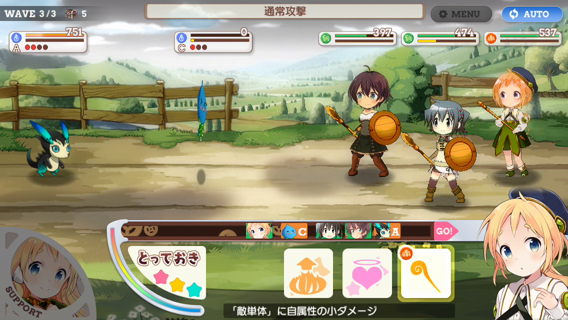 WAVE 3/3 5
通常攻撃
MENU
AUTO
751
A
0
C
397
474
537
C
A
GO!
とっておき
SUPPORT
「敵単体」に自属性の小ダメージ